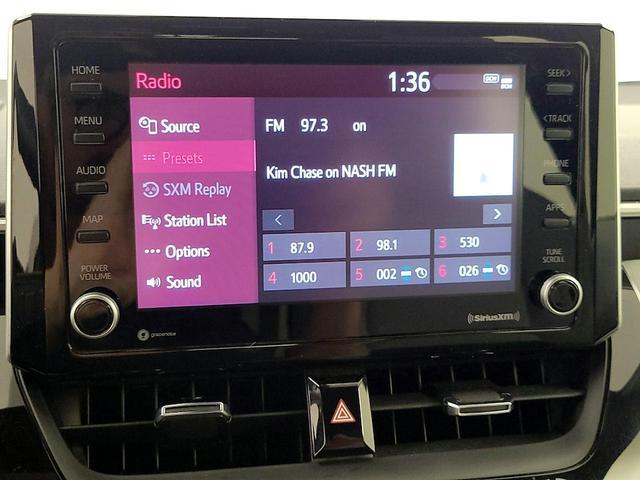 HOME
MENU
AUDIO
MAP
POWER
VOLUME
Radio
1:36
DCM
Source
Presets
SXM Replay
Station List
Options
Sound
FM 97.3 on
Kim Chase on NASH FM
1 87.9
2 98.1
3 530
4 1000
5 002
6 026
SEEK>
<TRACK
PHONE
APPS
TUNE
SCROLL
gracenote
SiriusXM